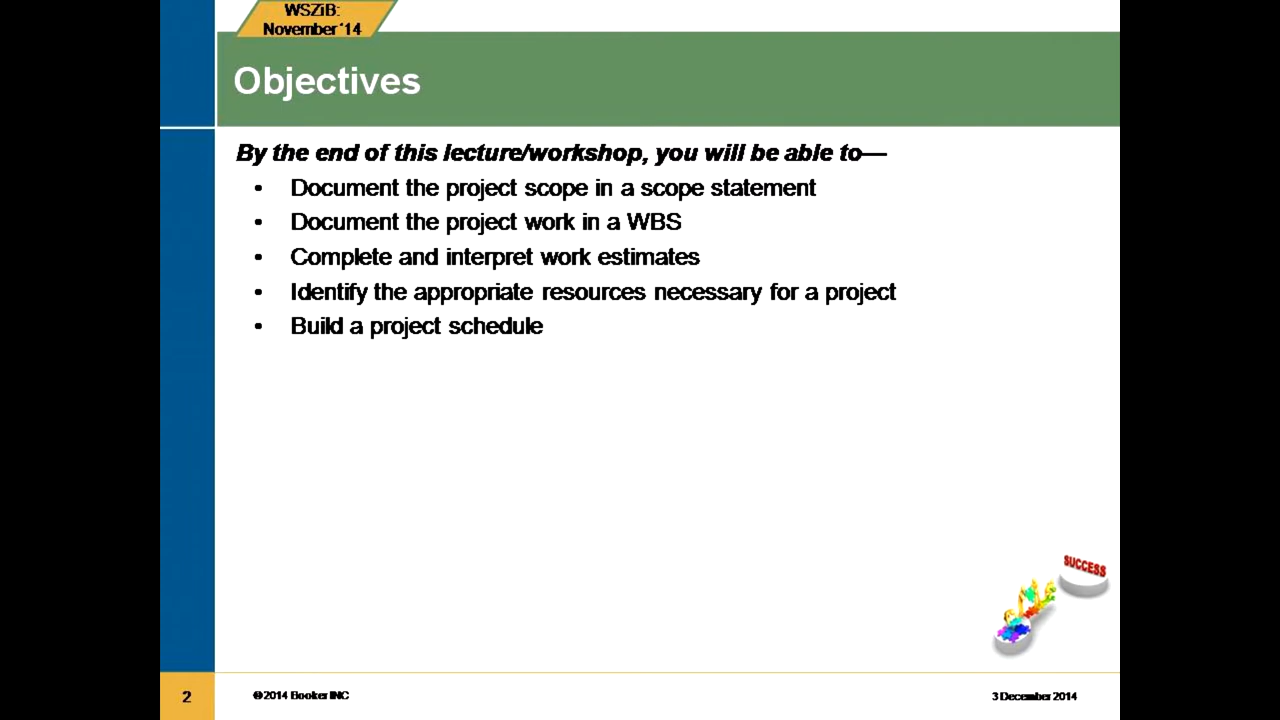 WSZiB:
November '14
Objectives
By the end of this lecture/workshop, you will be able to—
• Document the project scope in a scope statement
• Document the project work in a WBS
• Complete and interpret work estimates
• Identify the appropriate resources necessary for a project
• Build a project schedule
SUCCESS
2
© 2014 Booker INC
3 December 2014